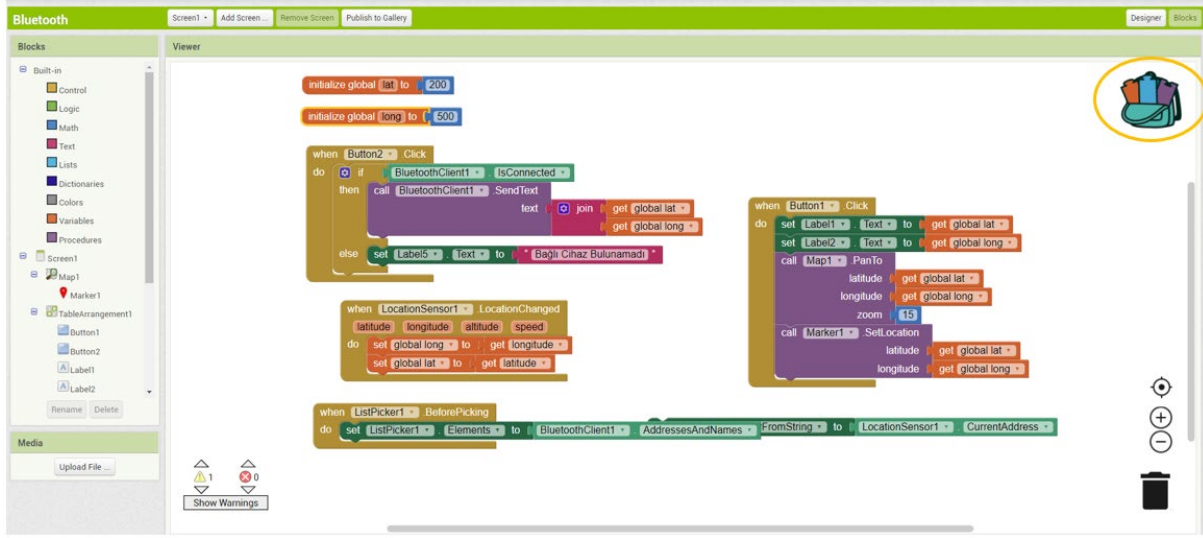 Bluetooth
Screen1
Add Screen ...
Remove Screen
Publish to Gallery
Designer
Blocks
Blocks
Viewer
Built-in
Control
Logic
Math
Text
Lists
Dictionaries
Colors
Variables
Procedures
Screen1
Map1
Marker1
TableArrangement1
Button1
Button2
Label1
Label2
Rename
Delete
Media
Upload File ...
initialize global lat to 200
initialize global long to 500
when Button2 .Click
do if BluetoothClient1 . IsConnected
then call BluetoothClient1 .SendText
text join get global lat
get global long
else set Label5 . Text to " Bağlı Cihaz Bulunamadı "
when LocationSensor1 .LocationChanged
latitude longitude altitude speed
do set global long to get longitude
set global lat to get latitude
when ListPicker1 .BeforePicking
do set ListPicker1 . Elements to BluetoothClient1 . AddressesAndNames
FromString to LocationSensor1 . CurrentAddress
when Button1 .Click
do set Label1 . Text to get global lat
set Label2 . Text to get global long
call Map1 .PanTo
latitude get global lat
longitude get global long
zoom 15
call Marker1 .SetLocation
latitude get global lat
longitude get global long
1 0
Show Warnings